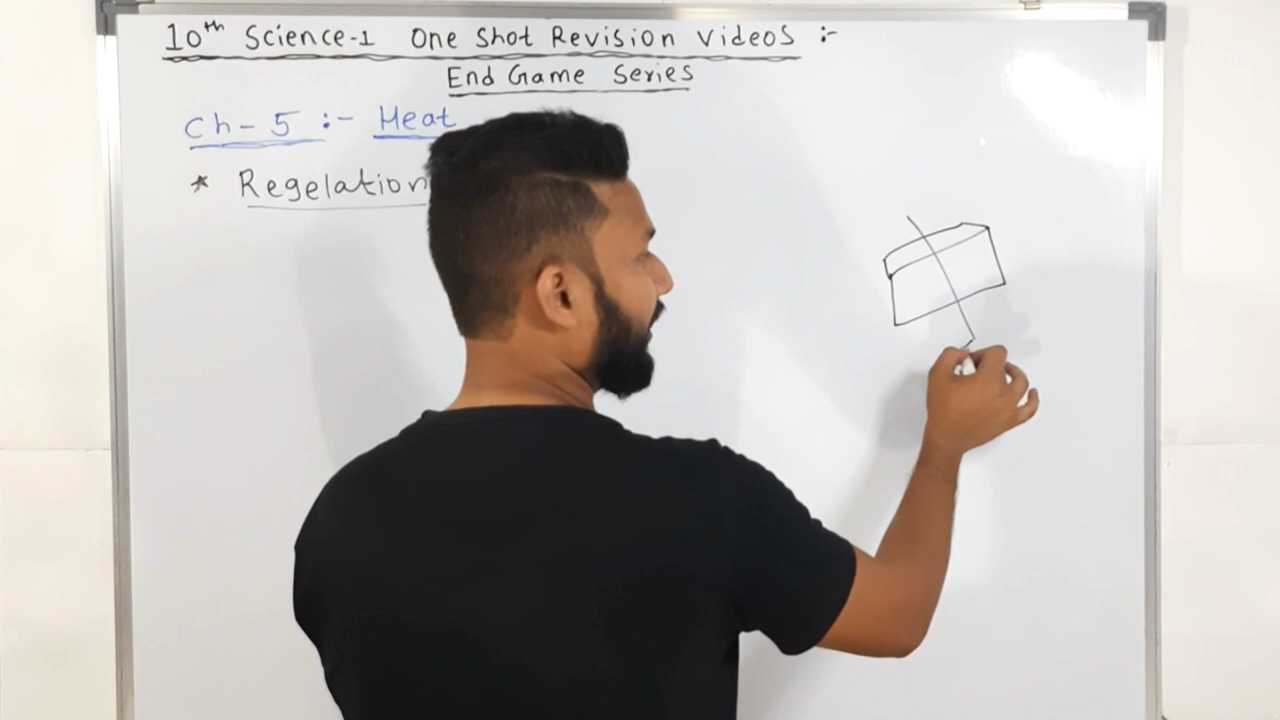 10th Science-1 One Shot Revision Videos :-
End Game Series
Ch- 5 :- Heat
* Regelation